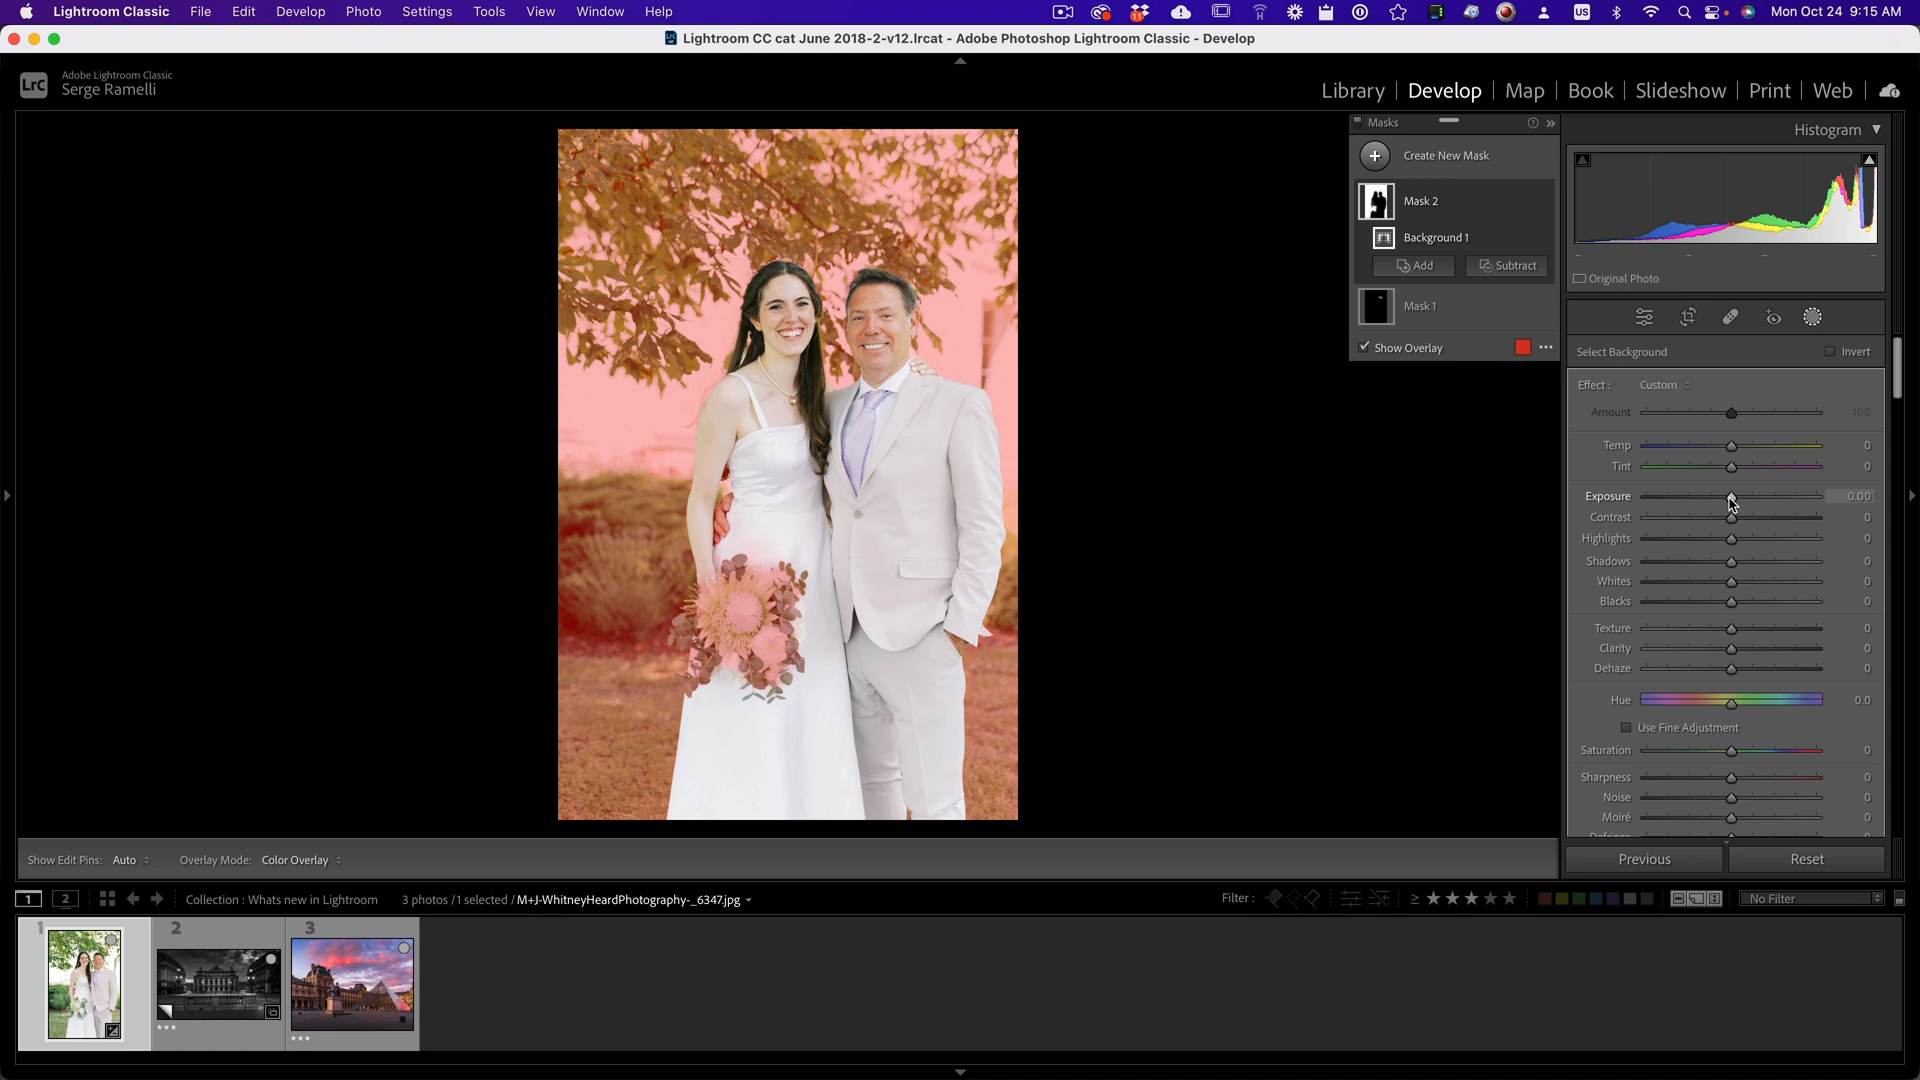 Lightroom Classic File Edit Develop Photo Settings Tools View Window Help
11 US Mon Oct 24 9:15 AM
Lightroom CC cat June 2018-2-v12.lrcat - Adobe Photoshop Lightroom Classic - Develop
LrC
Adobe Lightroom Classic
Serge Ramelli
Library | Develop | Map | Book | Slideshow | Print | Web |
Masks
Create New Mask
Mask 2
Background 1
Add Subtract
Mask 1
Show Overlay
Histogram
Original Photo
Select Background Invert
Effect : Custom
Amount 100
Temp 0
Tint 0
Exposure 0.00
Contrast 0
Highlights 0
Shadows 0
Whites 0
Blacks 0
Texture 0
Clarity 0
Dehaze 0
Hue 0.0
Use Fine Adjustment
Saturation 0
Sharpness 0
Noise 0
Moiré 0
Defringe
Previous Reset
Show Edit Pins: Auto Overlay Mode: Color Overlay
1 2 Collection : Whats new in Lightroom 3 photos / 1 selected / M+J-WhitneyHeardPhotography-_6347.jpg Filter : ≥ ★★★★★ No Filter
1 2 3
★★★ ★★★